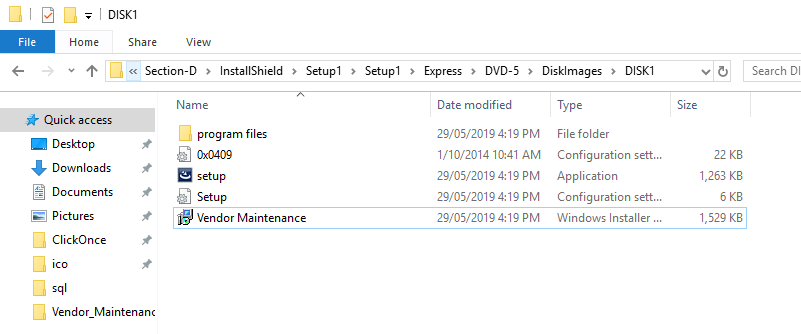 DISK1
File Home Share View
« Section-D > InstallShield > Setup1 > Setup1 > Express > DVD-5 > DiskImages > DISK1 Search DI
Name Date modified Type Size
Quick access
Desktop
Downloads
Documents
Pictures
ClickOnce
ico
sql
Vendor_Maintenanc
program files 29/05/2019 4:19 PM File folder
0x0409 1/10/2014 10:41 AM Configuration sett... 22 KB
setup 29/05/2019 4:19 PM Application 1,263 KB
Setup 29/05/2019 4:19 PM Configuration sett... 6 KB
Vendor Maintenance 29/05/2019 4:19 PM Windows Installer ... 1,529 KB